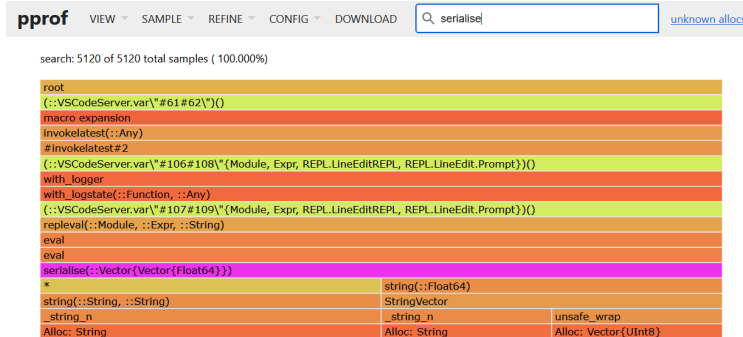 pprof VIEW SAMPLE REFINE CONFIG DOWNLOAD serialise unknown allocs
search: 5120 of 5120 total samples ( 100.000%)
root
(::VSCodeServer.var\"#61#62\")()
macro expansion
invokelatest(::Any)
#invokelatest#2
(::VSCodeServer.var\"#106#108\"{Module, Expr, REPL.LineEditREPL, REPL.LineEdit.Prompt})()
with_logger
with_logstate(::Function, ::Any)
(::VSCodeServer.var\"#107#109\"{Module, Expr, REPL.LineEditREPL, REPL.LineEdit.Prompt})()
repleval(::Module, ::Expr, ::String)
eval
eval
serialise(::Vector{Vector{Float64}})
* string(::Float64)
string(::String, ::String) StringVector
_string_n _string_n unsafe_wrap
Alloc: String Alloc: String Alloc: Vector{UInt8}